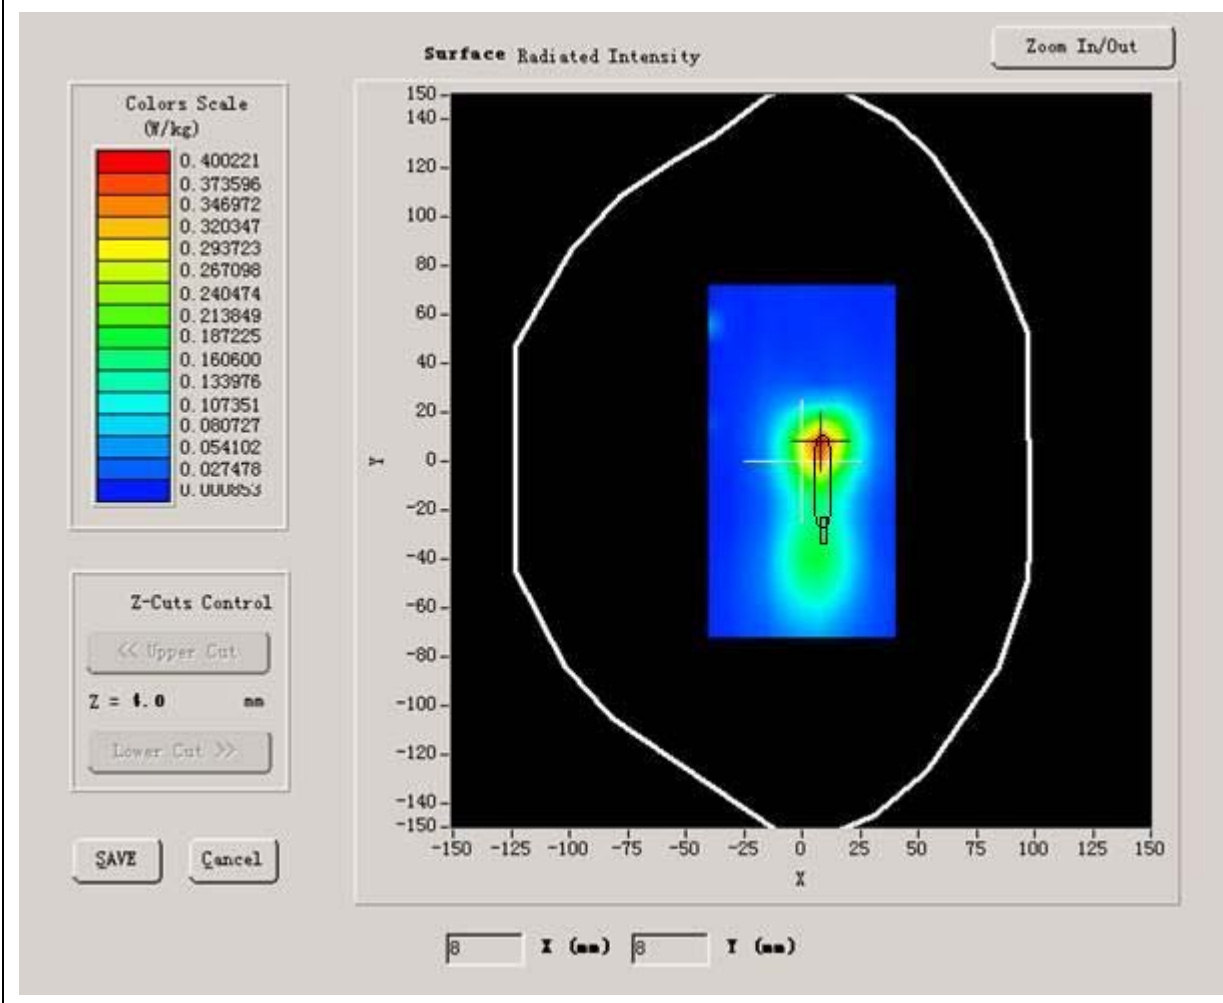 Surface Radiated Intensity
Zoom In/Out
Colors Scale
(W/kg)
0.400221
0.373596
0.346972
0.320347
0.293723
0.267098
0.240474
0.213849
0.187225
0.160600
0.133976
0.107351
0.080727
0.054102
0.027478
0.000853
Z-Cuts Control
<< Upper Cut
Z = 4.0 mm
Lower Cut >>
SAVE
Cancel
150
140
120
100
80
60
40
20
0
-20
-40
-60
-80
-100
-120
-140
-150
Y
-150 -125 -100 -75 -50 -25 0 25 50 75 100 125 150
X
8 X (mm) 8 Y (mm)